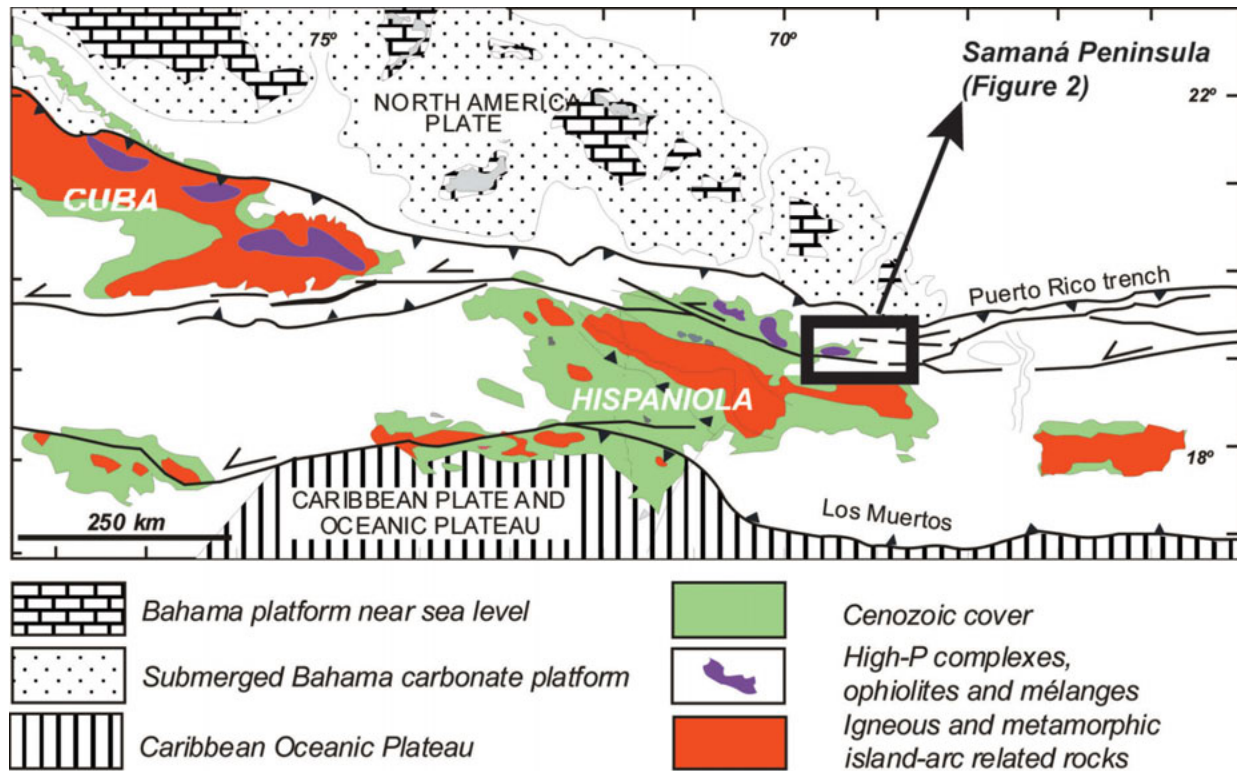 75º
70º
Samaná Peninsula
(Figure 2)
22º
NORTH AMERICA
PLATE
CUBA
Puerto Rico trench
HISPANIOLA
18º
CARIBBEAN PLATE AND
OCEANIC PLATEAU
Los Muertos
250 km
Bahama platform near sea level
Submerged Bahama carbonate platform
Caribbean Oceanic Plateau
Cenozoic cover
High-P complexes,
ophiolites and mélanges
Igneous and metamorphic
island-arc related rocks